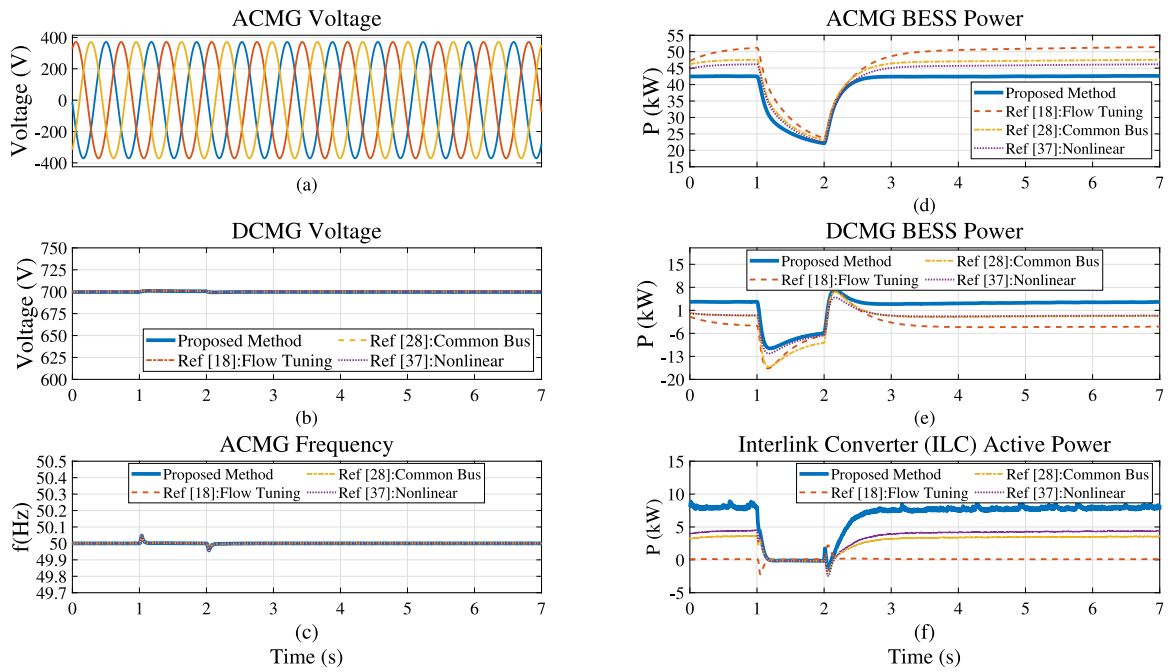 ACMG Voltage
Voltage (V)
400
200
0
-200
-400
(a)
DCMG Voltage
Voltage (V)
750
725
700
675
650
625
600
Proposed Method
Ref [28]:Common Bus
Ref [18]:Flow Tuning
Ref [37]:Nonlinear
0 1 2 3 4 5 6 7
(b)
ACMG Frequency
f(Hz)
50.5
50.4
50.3
50.2
50.1
50
49.9
49.8
49.7
Proposed Method
Ref [28]:Common Bus
Ref [18]:Flow Tuning
Ref [37]:Nonlinear
0 1 2 3 4 5 6 7
(c)
Time (s)
ACMG BESS Power
P (kW)
55
50
45
40
35
30
25
20
15
Proposed Method
Ref [18]:Flow Tuning
Ref [28]:Common Bus
Ref [37]:Nonlinear
0 1 2 3 4 5 6 7
(d)
DCMG BESS Power
P (kW)
15
8
1
-6
-13
-20
Proposed Method
Ref [28]:Common Bus
Ref [18]:Flow Tuning
Ref [37]:Nonlinear
0 1 2 3 4 5 6 7
(e)
Interlink Converter (ILC) Active Power
P (kW)
15
10
5
0
-5
Proposed Method
Ref [28]:Common Bus
Ref [18]:Flow Tuning
Ref [37]:Nonlinear
0 1 2 3 4 5 6 7
(f)
Time (s)